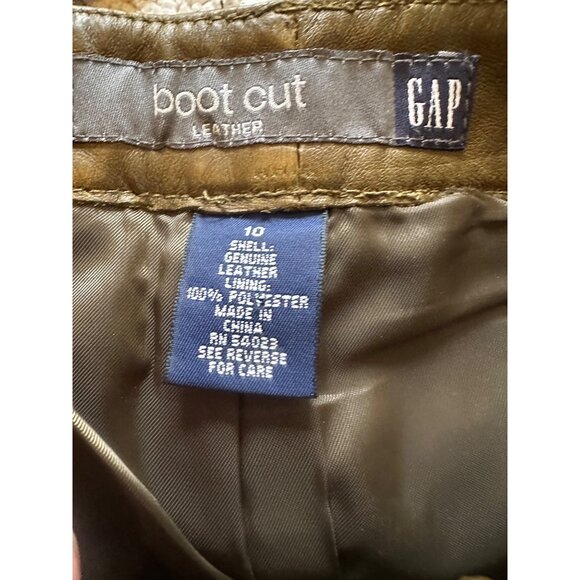 boot cut
LEATHER
GAP
10
SHELL:
GENUINE
LEATHER
LINING:
100% POLYESTER
MADE IN
CHINA
RN 54023
SEE REVERSE
FOR CARE